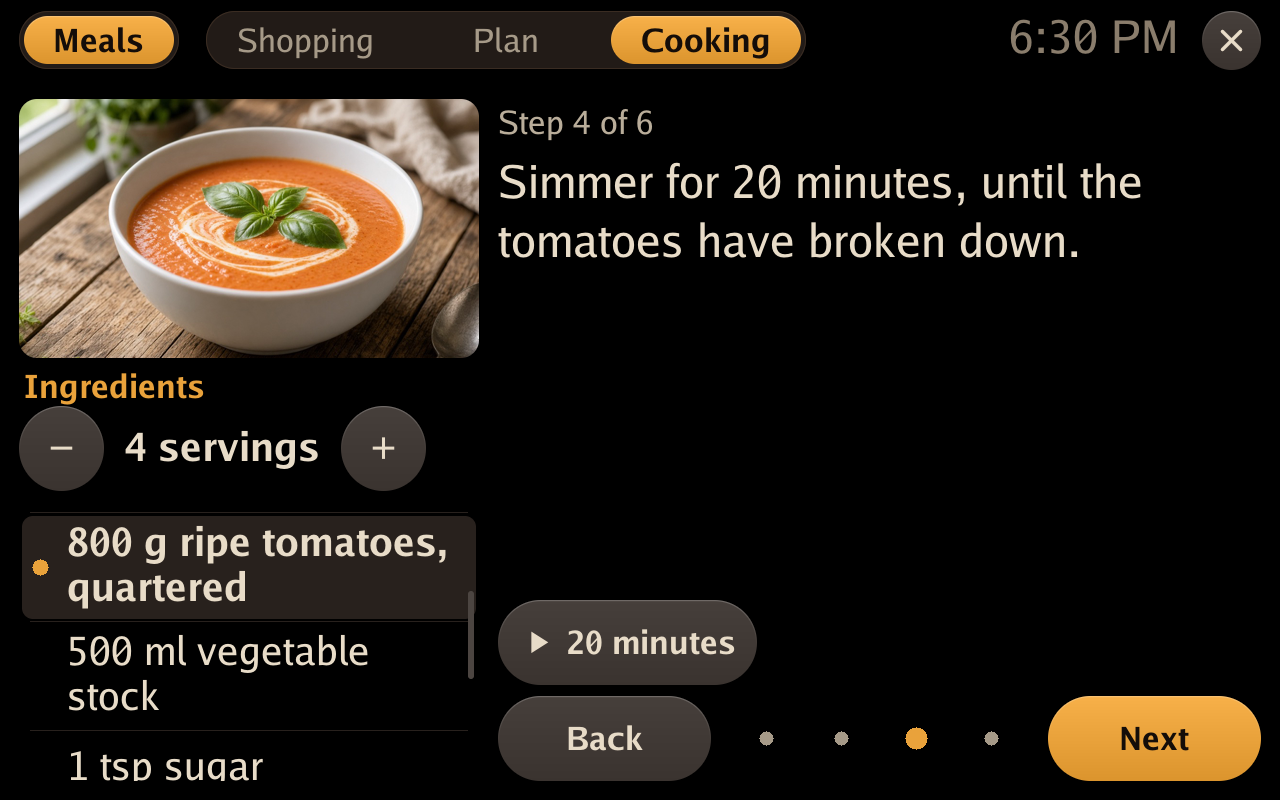 Meals
Shopping
Plan
Cooking
6:30 PM
Step 4 of 6
Simmer for 20 minutes, until the
tomatoes have broken down.
Ingredients
4 servings
800 g ripe tomatoes,
quartered
500 ml vegetable
stock
1 tsp sugar
20 minutes
Back
Next